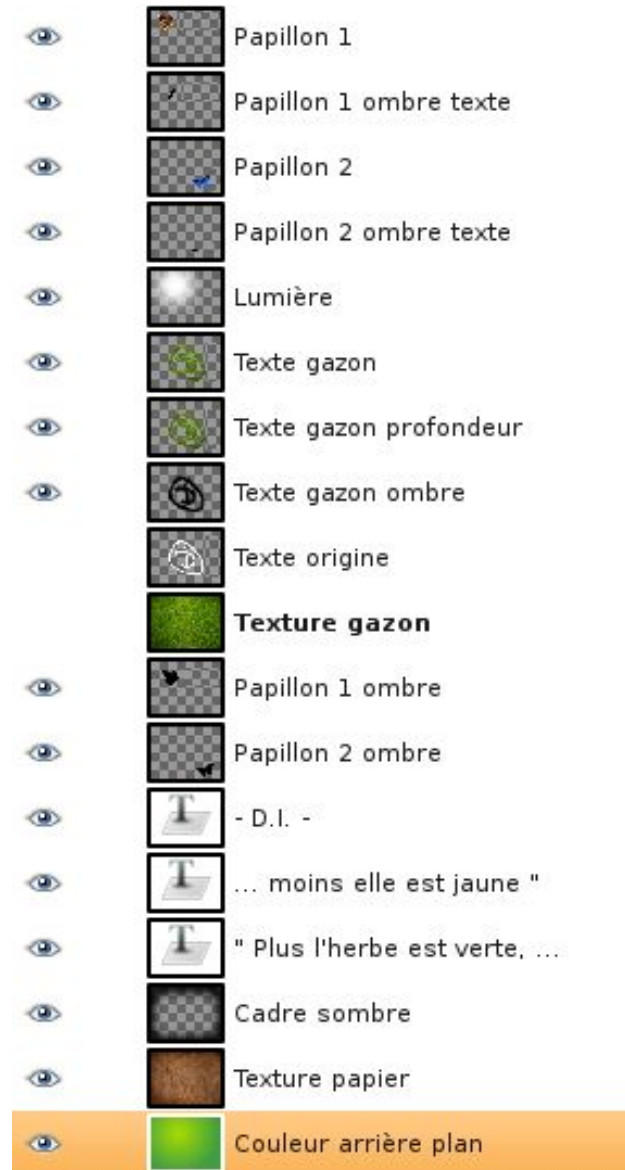 Papillon 1
Papillon 1 ombre texte
Papillon 2
Papillon 2 ombre texte
Lumière
Texte gazon
Texte gazon profondeur
Texte gazon ombre
Texte origine
Texture gazon
Papillon 1 ombre
Papillon 2 ombre
- D.I. -
... moins elle est jaune "
" Plus l'herbe est verte, ...
Cadre sombre
Texture papier
Couleur arrière plan